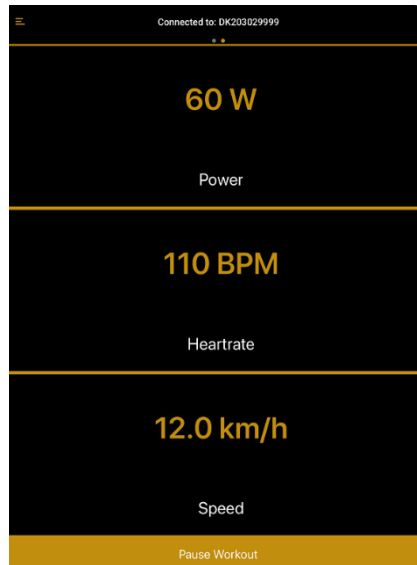 Connected to: DK203029999
60 W
Power
110 BPM
Heartrate
12.0 km/h
Speed
Pause Workout